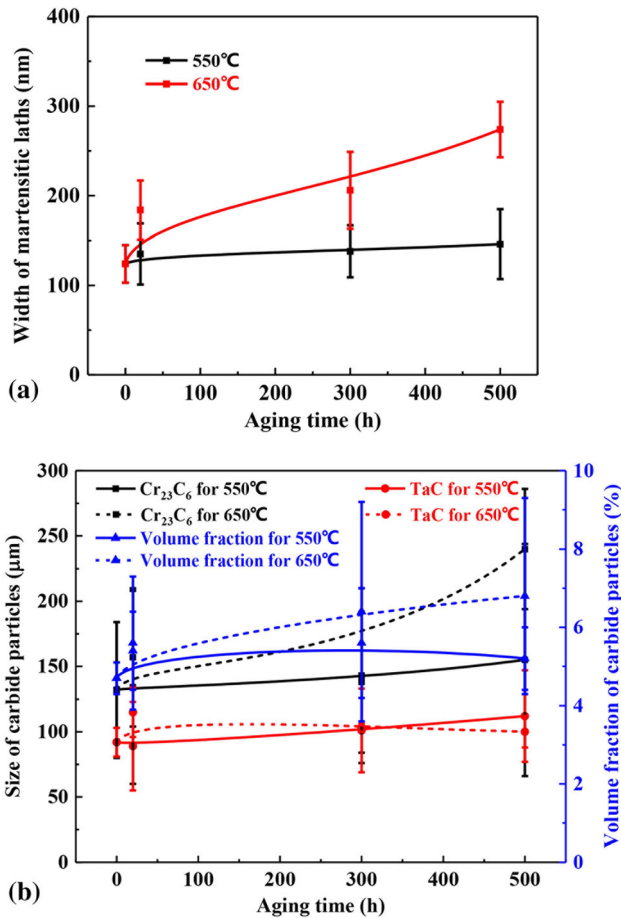 400
300
200
100
0
550℃
650℃
Width of martensitic laths (nm)
0 100 200 300 400 500
Aging time (h)
(a)
300
250
200
150
100
50
0
Cr₂₃C₆ for 550℃
Cr₂₃C₆ for 650℃
Volume fraction for 550℃
Volume fraction for 650℃
TaC for 550℃
TaC for 650℃
10
8
6
4
2
0
Size of carbide particles (μm)
Volume fraction of carbide particles (%)
0 100 200 300 400 500
Aging time (h)
(b)